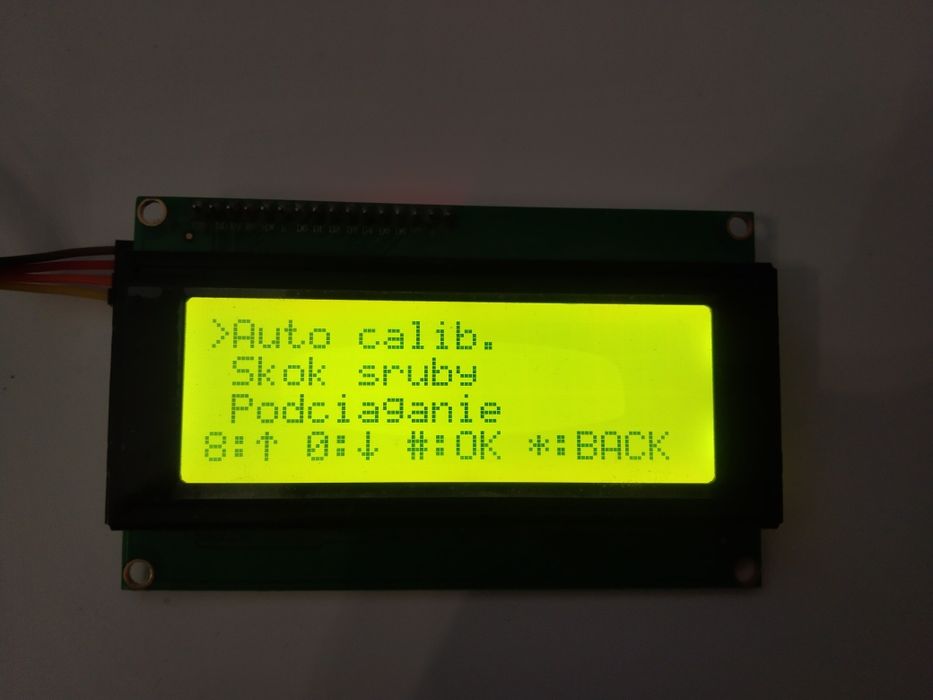 >Auto calib.
Skok sruby
Podciaganie
8:↑ 0:↓ #:OK *:BACK